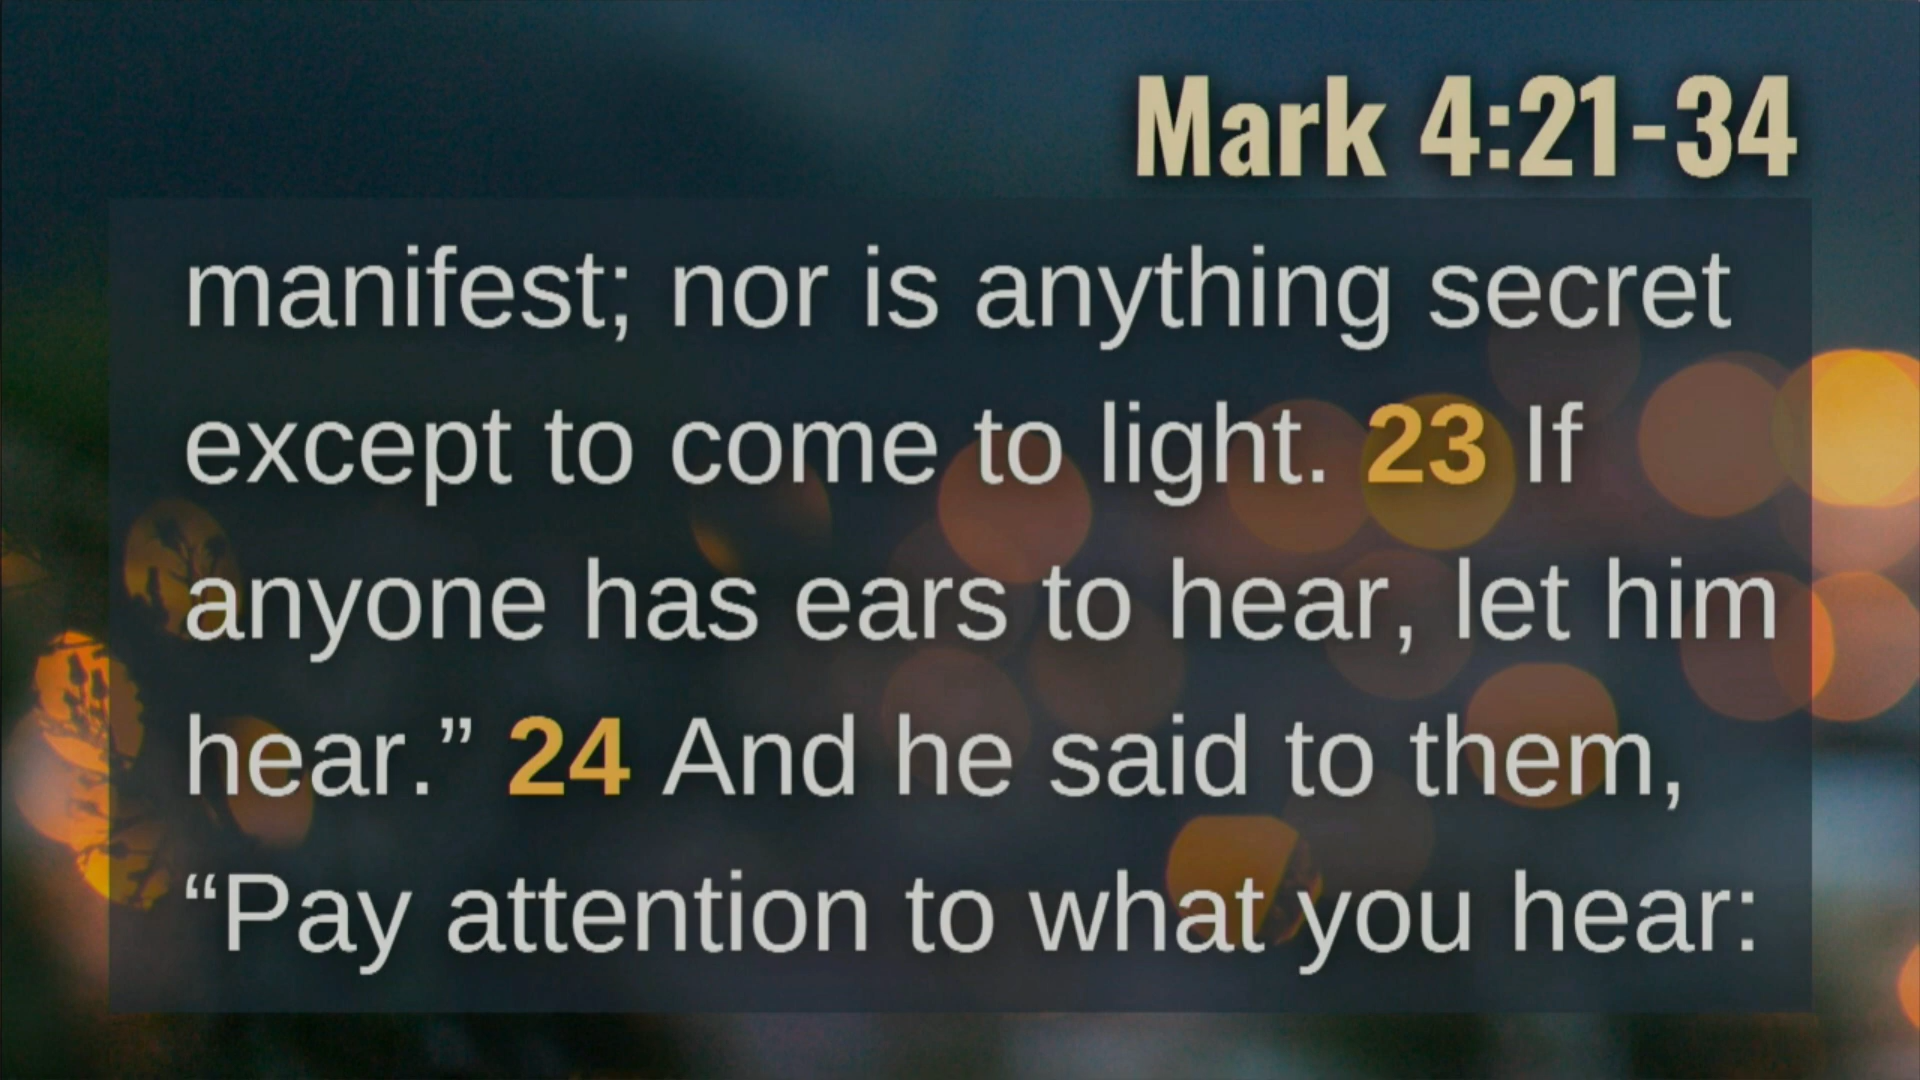 Mark 4:21-34
manifest; nor is anything secret
except to come to light. 23 If
anyone has ears to hear, let him
hear.” 24 And he said to them,
“Pay attention to what you hear: